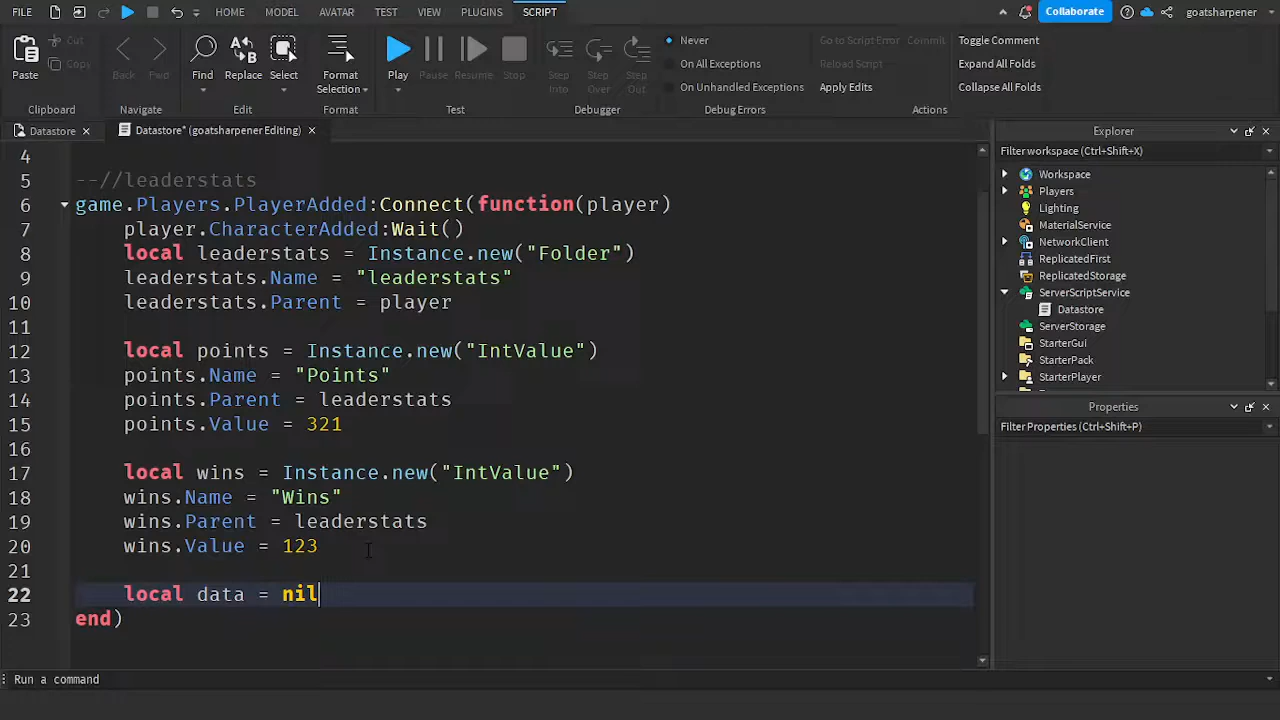 FILE HOME MODEL AVATAR TEST VIEW PLUGINS SCRIPT Collaborate goatsharpener
Paste Cut Copy Back Fwd Find Replace Select Format Selection Play Pause Resume Stop Step Into Step Over Step Out
Never Go to Script Error Commit Toggle Comment
On All Exceptions Reload Script Expand All Folds
On Unhandled Exceptions Apply Edits Collapse All Folds
Clipboard Navigate Edit Format Test Debugger Debug Errors Actions
Datastore Datastore* (goatsharpener Editing)
4
5 --//leaderstats
6 game.Players.PlayerAdded:Connect(function(player)
7 player.CharacterAdded:Wait()
8 local leaderstats = Instance.new("Folder")
9 leaderstats.Name = "leaderstats"
10 leaderstats.Parent = player
11
12 local points = Instance.new("IntValue")
13 points.Name = "Points"
14 points.Parent = leaderstats
15 points.Value = 321
16
17 local wins = Instance.new("IntValue")
18 wins.Name = "Wins"
19 wins.Parent = leaderstats
20 wins.Value = 123
21
22 local data = nil
23 end)
Explorer
Filter workspace (Ctrl+Shift+X)
Workspace
Players
Lighting
MaterialService
NetworkClient
ReplicatedFirst
ReplicatedStorage
ServerScriptService
Datastore
ServerStorage
StarterGui
StarterPack
StarterPlayer
Properties
Filter Properties (Ctrl+Shift+P)
Run a command